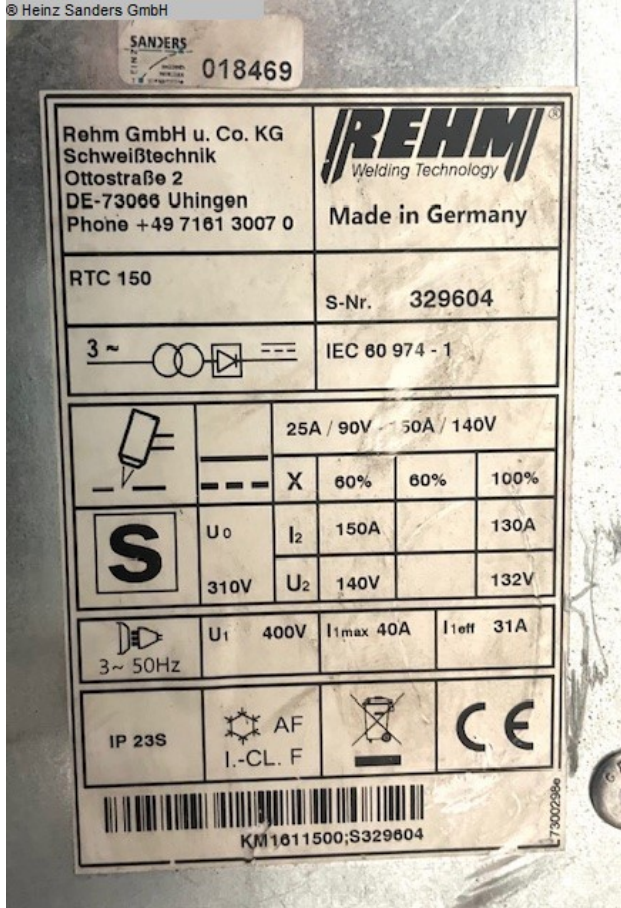 ® Heinz Sanders GmbH
SANDERS
018469
Rehm GmbH u. Co. KG
Schweißtechnik
Ottostraße 2
DE-73066 Uhingen
Phone +49 7161 3007 0
REHM®
Welding Technology
Made in Germany
RTC 150
S-Nr. 329604
3 ~
IEC 60 974 - 1
25A / 90V - 150A / 140V
X 60% 60% 100%
S
U0
310V
I2 150A 130A
U2 140V 132V
3~ 50Hz
U1 400V
I1max 40A
I1eff 31A
IP 23S
AF
I.-CL. F
CE
KM1611500;S329604